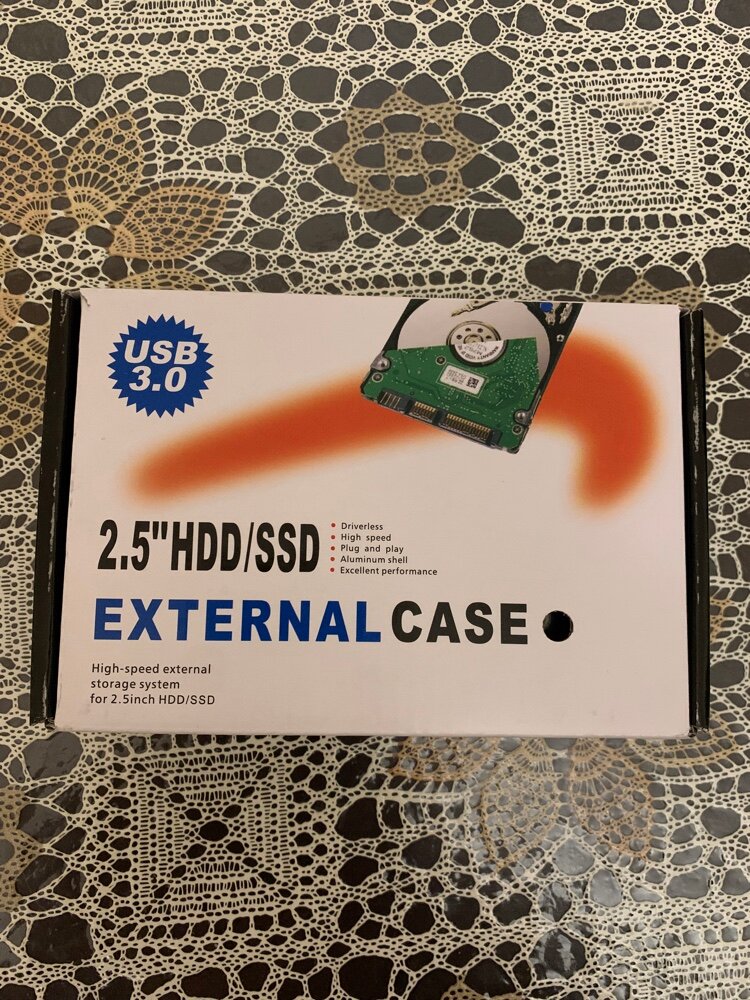 USB
3.0
2.5"HDD/SSD
Driverless
High speed
Plug and play
Aluminum shell
Excellent performance
EXTERNAL CASE
High-speed external
storage system
for 2.5inch HDD/SSD